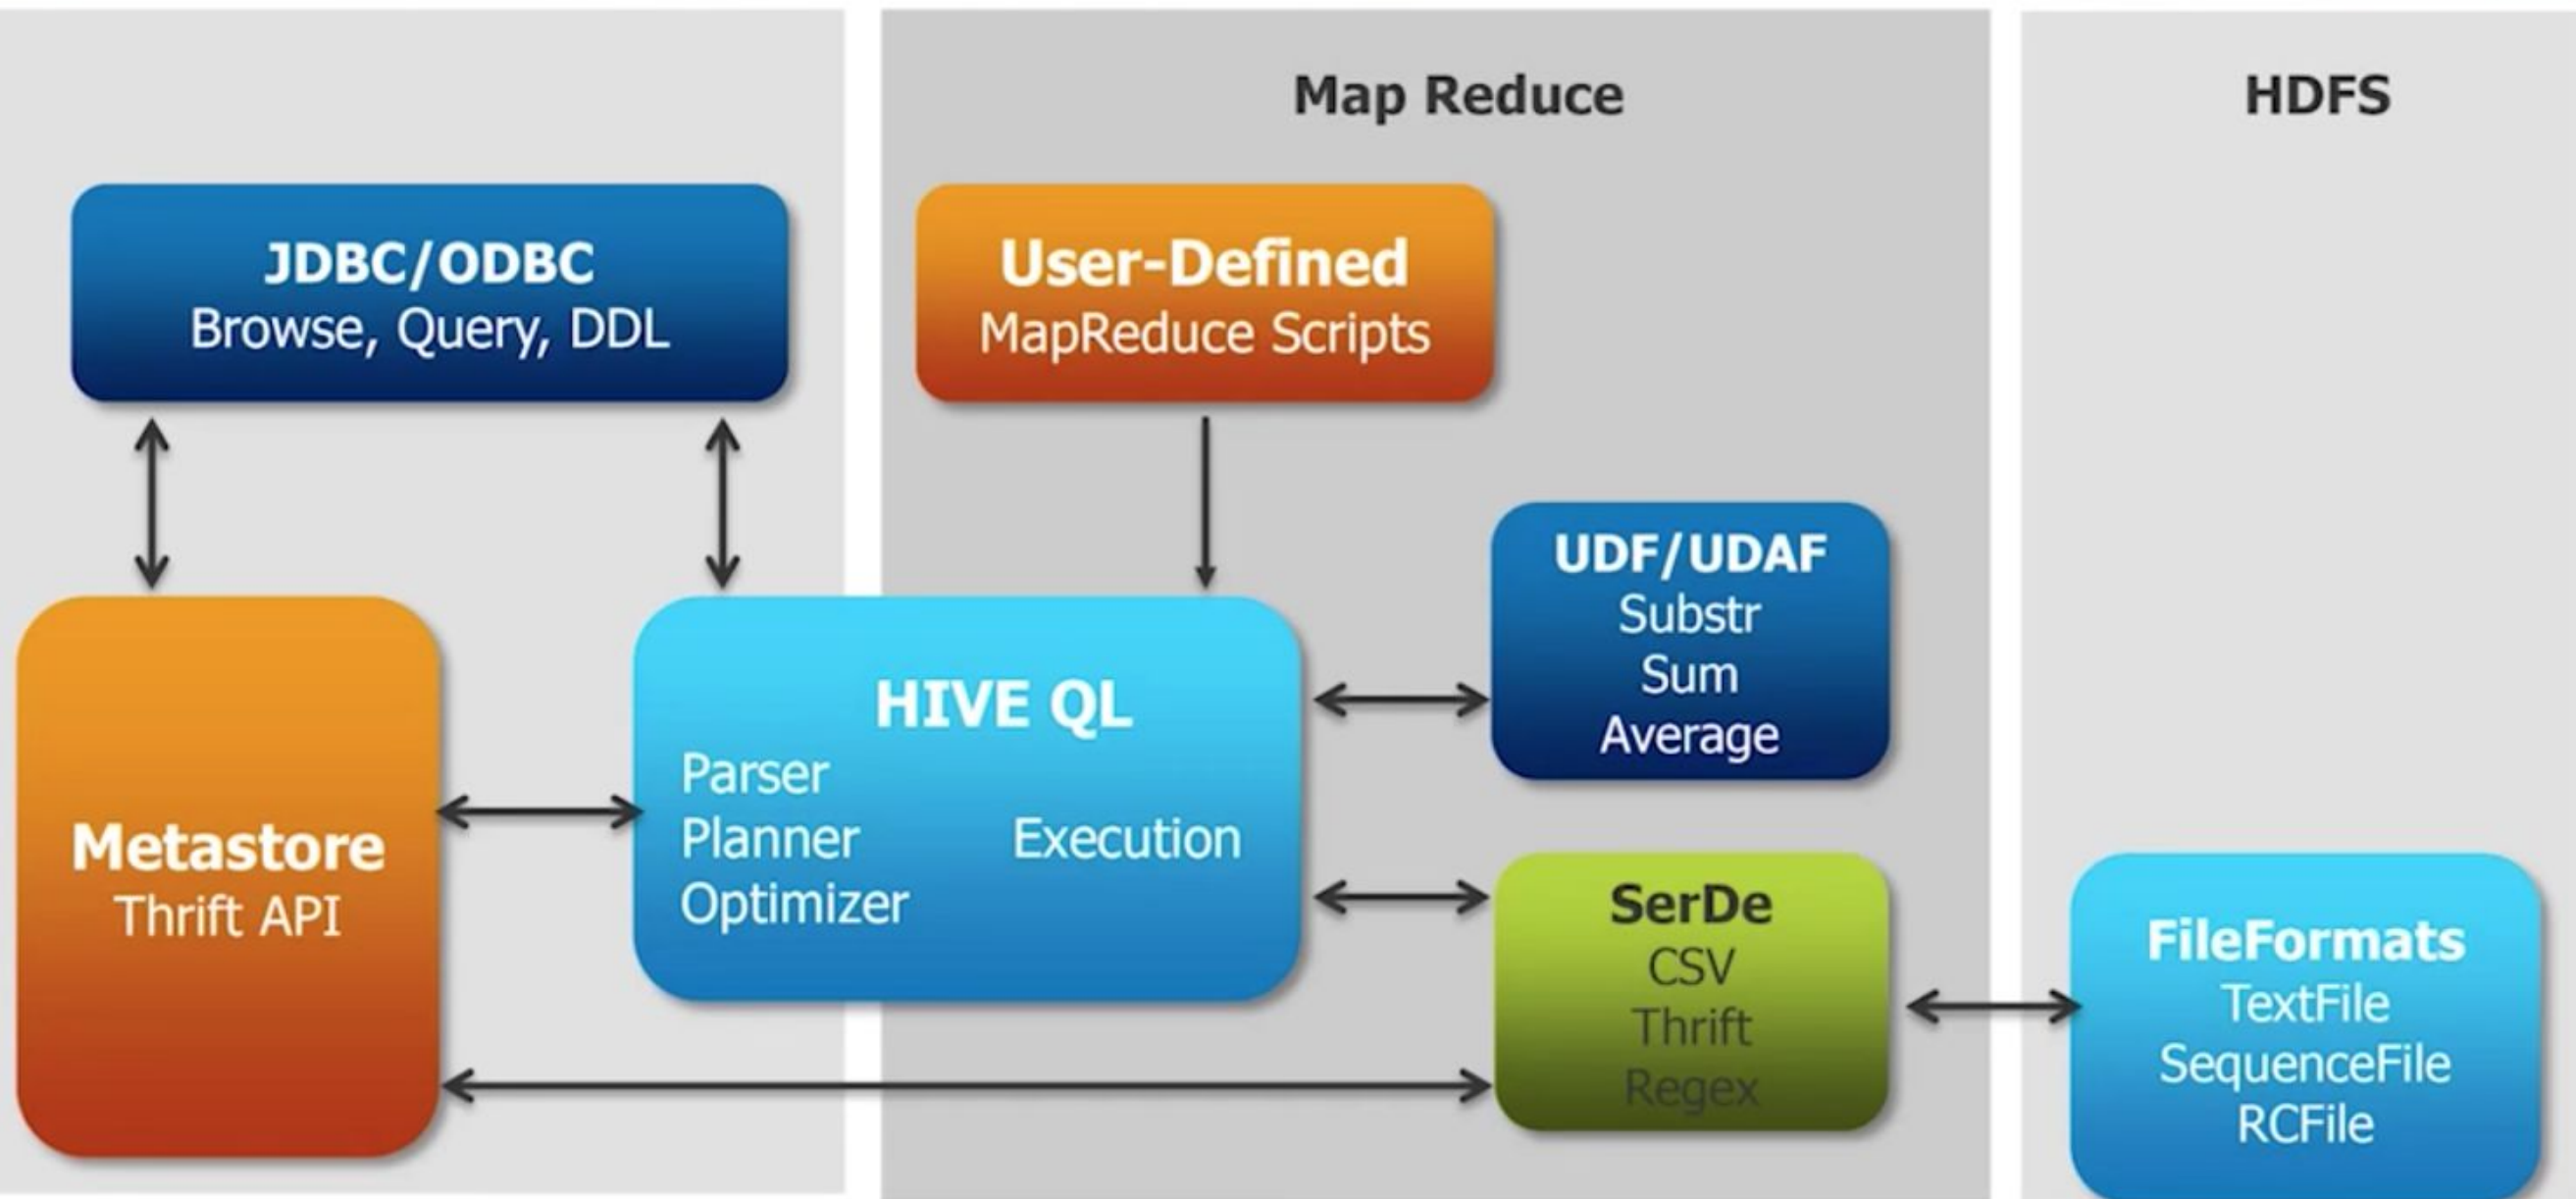 Map Reduce
HDFS
JDBC/ODBC
Browse, Query, DDL
User-Defined
MapReduce Scripts
UDF/UDAF
Substr
Sum
Average
HIVE QL
Parser
Planner
Execution
Optimizer
Metastore
Thrift API
SerDe
CSV
Thrift
Regex
FileFormats
TextFile
SequenceFile
RCFile